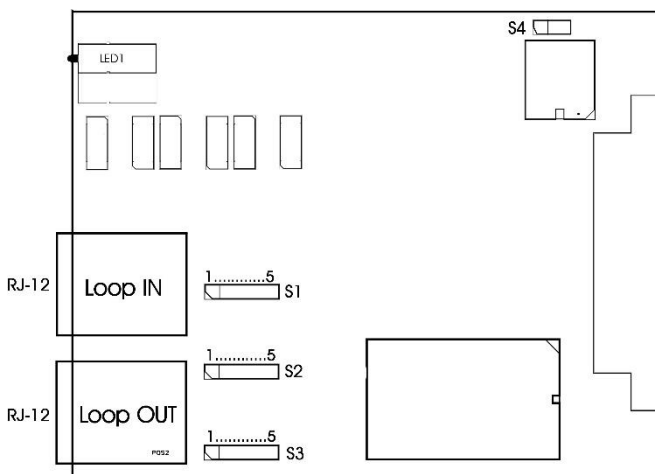 S4
LED1
RJ-12
Loop IN
1............5
S1
1............5
S2
RJ-12
Loop OUT
POS2
1............5
S3